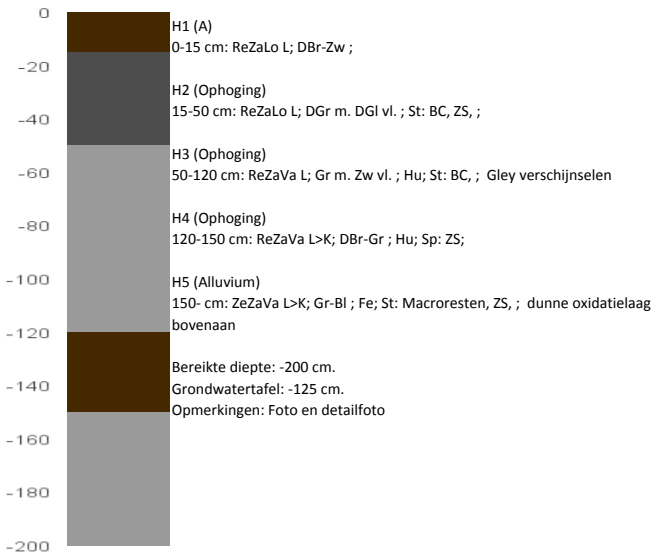 0
-20
-40
-60
-80
-100
-120
-140
-160
-180
-200
H1 (A)
0-15 cm: ReZaLo L; DBr-Zw ;
H2 (Ophoging)
15-50 cm: ReZaLo L; DGr m. DGl vl. ; St: BC, ZS, ;
H3 (Ophoging)
50-120 cm: ReZaVa L; Gr m. Zw vl. ; Hu; St: BC, ;  Gley verschijnselen
H4 (Ophoging)
120-150 cm: ReZaVa L>K; DBr-Gr ; Hu; Sp: ZS;
H5 (Alluvium)
150- cm: ZeZaVa L>K; Gr-Bl ; Fe; St: Macroresten, ZS, ;  dunne oxidatielaag
bovenaan
Bereikte diepte: -200 cm.
Grondwatertafel: -125 cm.
Opmerkingen: Foto en detailfoto